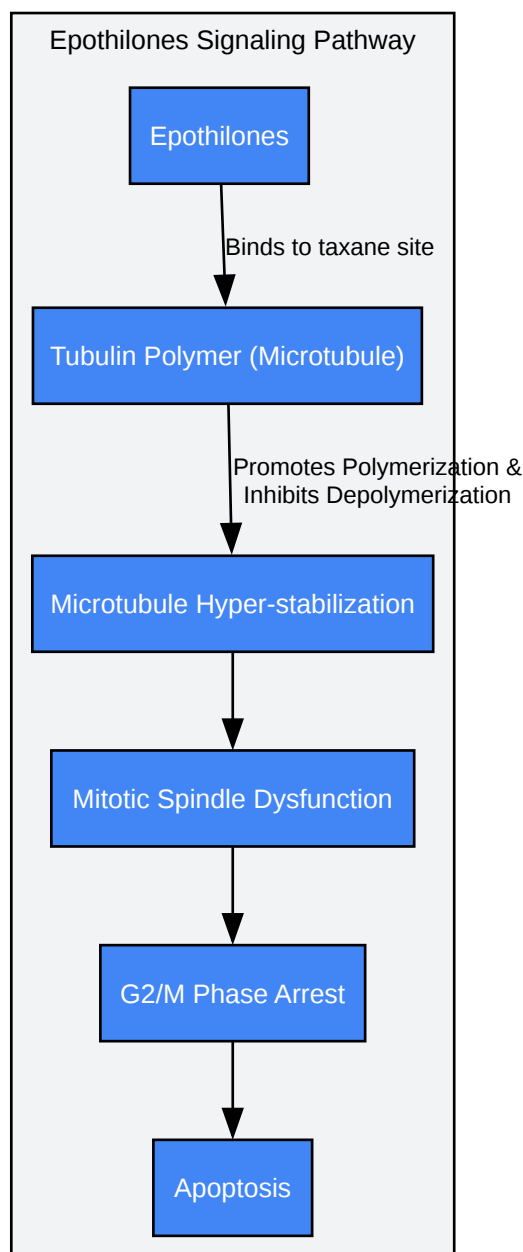 Epothilones Signaling Pathway
Epothilones
Binds to taxane site
Tubulin Polymer (Microtubule)
Promotes Polymerization &
Inhibits Depolymerization
Microtubule Hyper-stabilization
Mitotic Spindle Dysfunction
G2/M Phase Arrest
Apoptosis